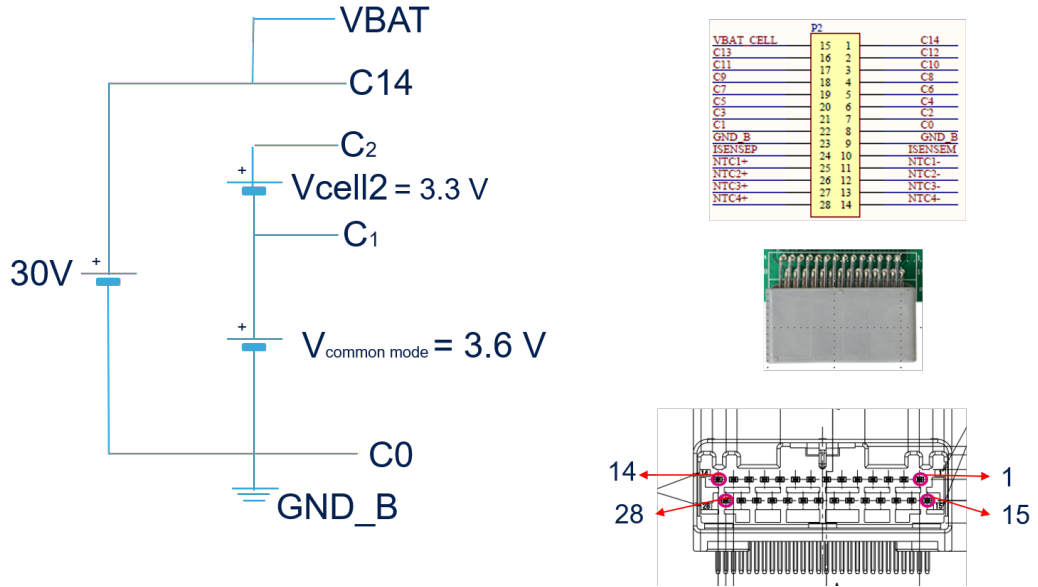 VBAT
C14
C2
Vcell2 = 3.3 V
C1
30V
Vcommon mode = 3.6 V
C0
GND_B
P2
VBAT_CELL 15 1 C14
C13 16 2 C12
C11 17 3 C10
C9 18 4 C8
C7 19 5 C6
C5 20 6 C4
C3 21 7 C2
C1 22 8 C0
GND_B 23 9 GND_B
ISENSEP 24 10 ISENSEM
NTC1+ 25 11 NTC1-
NTC2+ 26 12 NTC2-
NTC3+ 27 13 NTC3-
NTC4+ 28 14 NTC4-
14 1
28 15